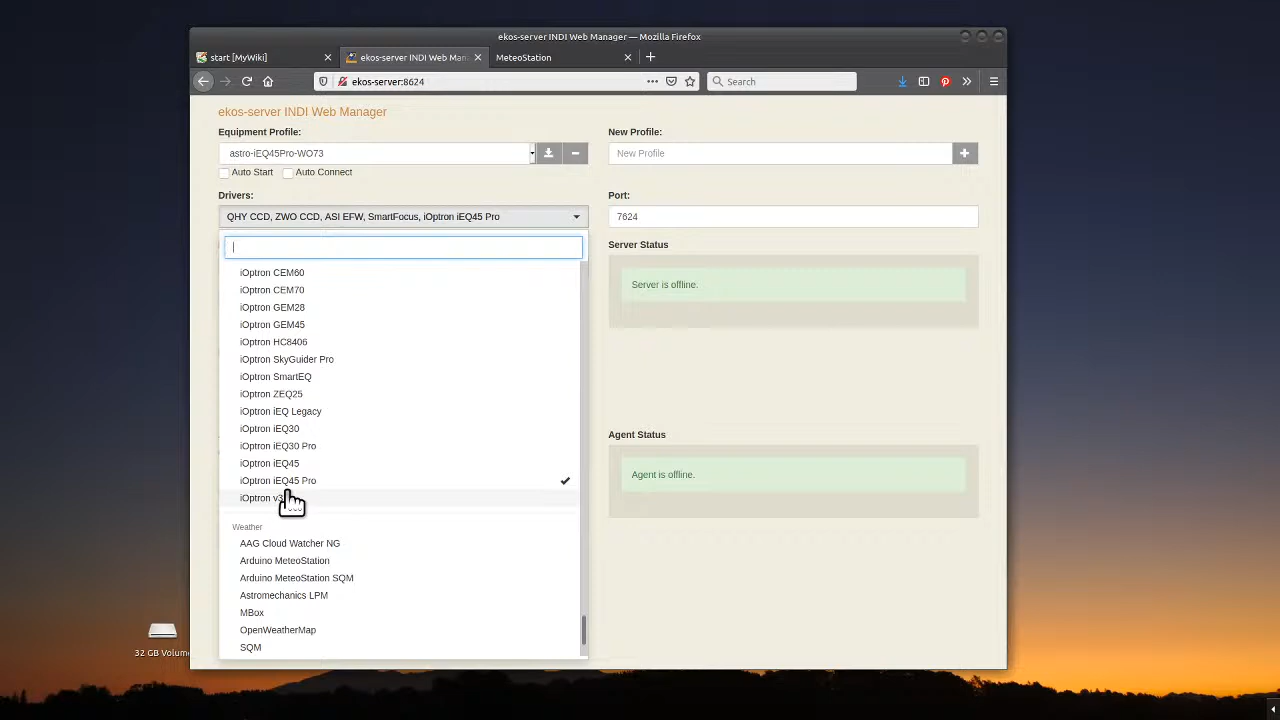 ekos-server INDI Web Manager — Mozilla Firefox
start [MyWiki]
ekos-server INDI Web Man
MeteoStation
ekos-server:8624
Search
ekos-server INDI Web Manager
Equipment Profile:
New Profile:
astro-iEQ45Pro-WO73
New Profile
Auto Start
Auto Connect
Drivers:
Port:
QHY CCD, ZWO CCD, ASI EFW, SmartFocus, iOptron iEQ45 Pro
7624
Server Status
Server is offline.
Agent Status
Agent is offline.
iOptron CEM60
iOptron CEM70
iOptron GEM28
iOptron GEM45
iOptron HC8406
iOptron SkyGuider Pro
iOptron SmartEQ
iOptron ZEQ25
iOptron iEQ Legacy
iOptron iEQ30
iOptron iEQ30 Pro
iOptron iEQ45
iOptron iEQ45 Pro
iOptron v3
Weather
AAG Cloud Watcher NG
Arduino MeteoStation
Arduino MeteoStation SQM
Astromechanics LPM
MBox
OpenWeatherMap
SQM
32 GB Volum